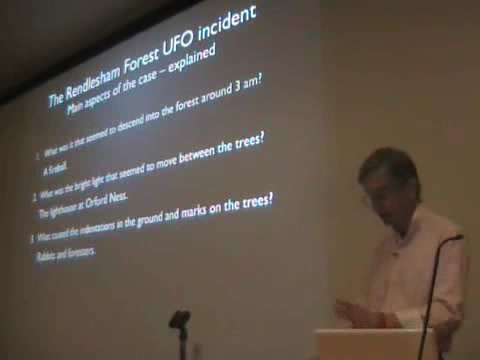 The Rendlesham Forest UFO incident
Main aspects of the case – explained
1. What was it that seemed to descend into the forest around 3 am?
A fireball.
2. What was the bright light that seemed to move between the trees?
The lighthouse at Orford Ness.
3. What caused the indentations in the ground and marks on the trees?
Rabbits and foresters.